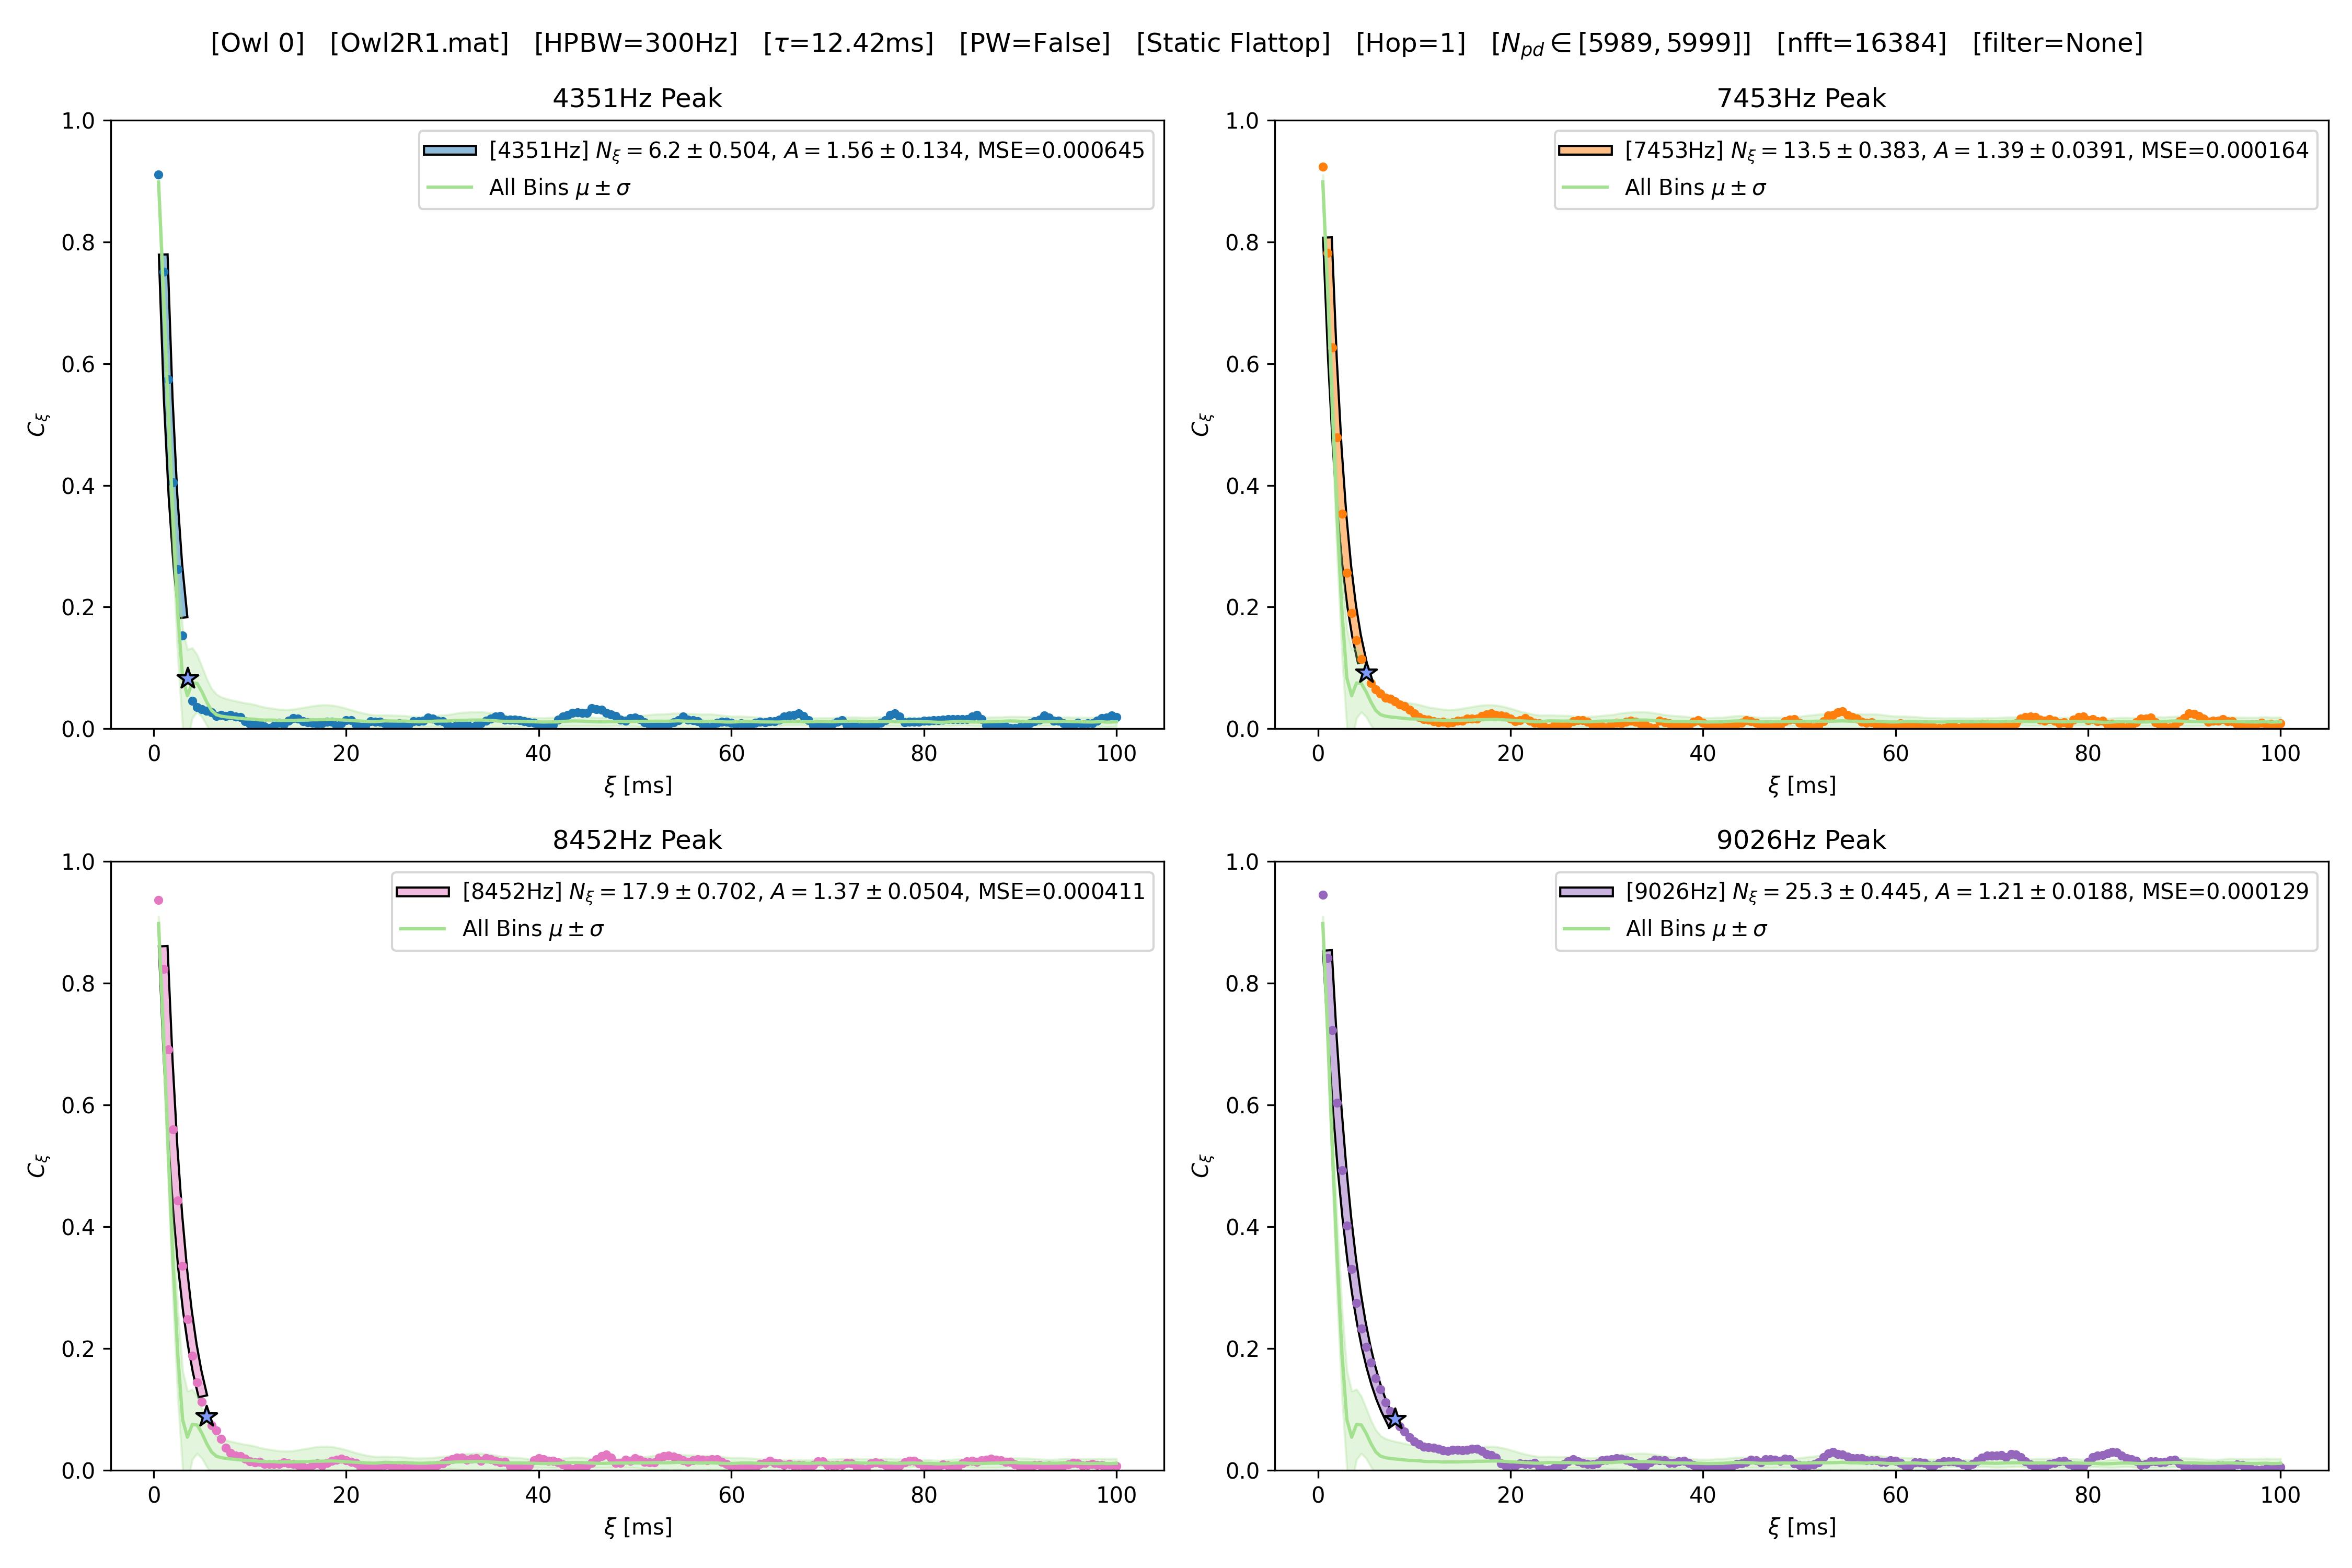 [Owl 0] [Owl2R1.mat] [HPBW=300Hz] [τ=12.42ms] [PW=False] [Static Flattop] [Hop=1] [N_pd ∈ [5989, 5999]] [nfft=16384] [filter=None]
4351Hz Peak
[4351Hz] N_ξ = 6.2 ± 0.504, A = 1.56 ± 0.134, MSE=0.000645
All Bins μ ± σ
1.0
0.8
0.6
0.4
0.2
0.0
C_ξ
0 20 40 60 80 100
ξ [ms]
7453Hz Peak
[7453Hz] N_ξ = 13.5 ± 0.383, A = 1.39 ± 0.0391, MSE=0.000164
All Bins μ ± σ
1.0
0.8
0.6
0.4
0.2
0.0
C_ξ
0 20 40 60 80 100
ξ [ms]
8452Hz Peak
[8452Hz] N_ξ = 17.9 ± 0.702, A = 1.37 ± 0.0504, MSE=0.000411
All Bins μ ± σ
1.0
0.8
0.6
0.4
0.2
0.0
C_ξ
0 20 40 60 80 100
ξ [ms]
9026Hz Peak
[9026Hz] N_ξ = 25.3 ± 0.445, A = 1.21 ± 0.0188, MSE=0.000129
All Bins μ ± σ
1.0
0.8
0.6
0.4
0.2
0.0
C_ξ
0 20 40 60 80 100
ξ [ms]